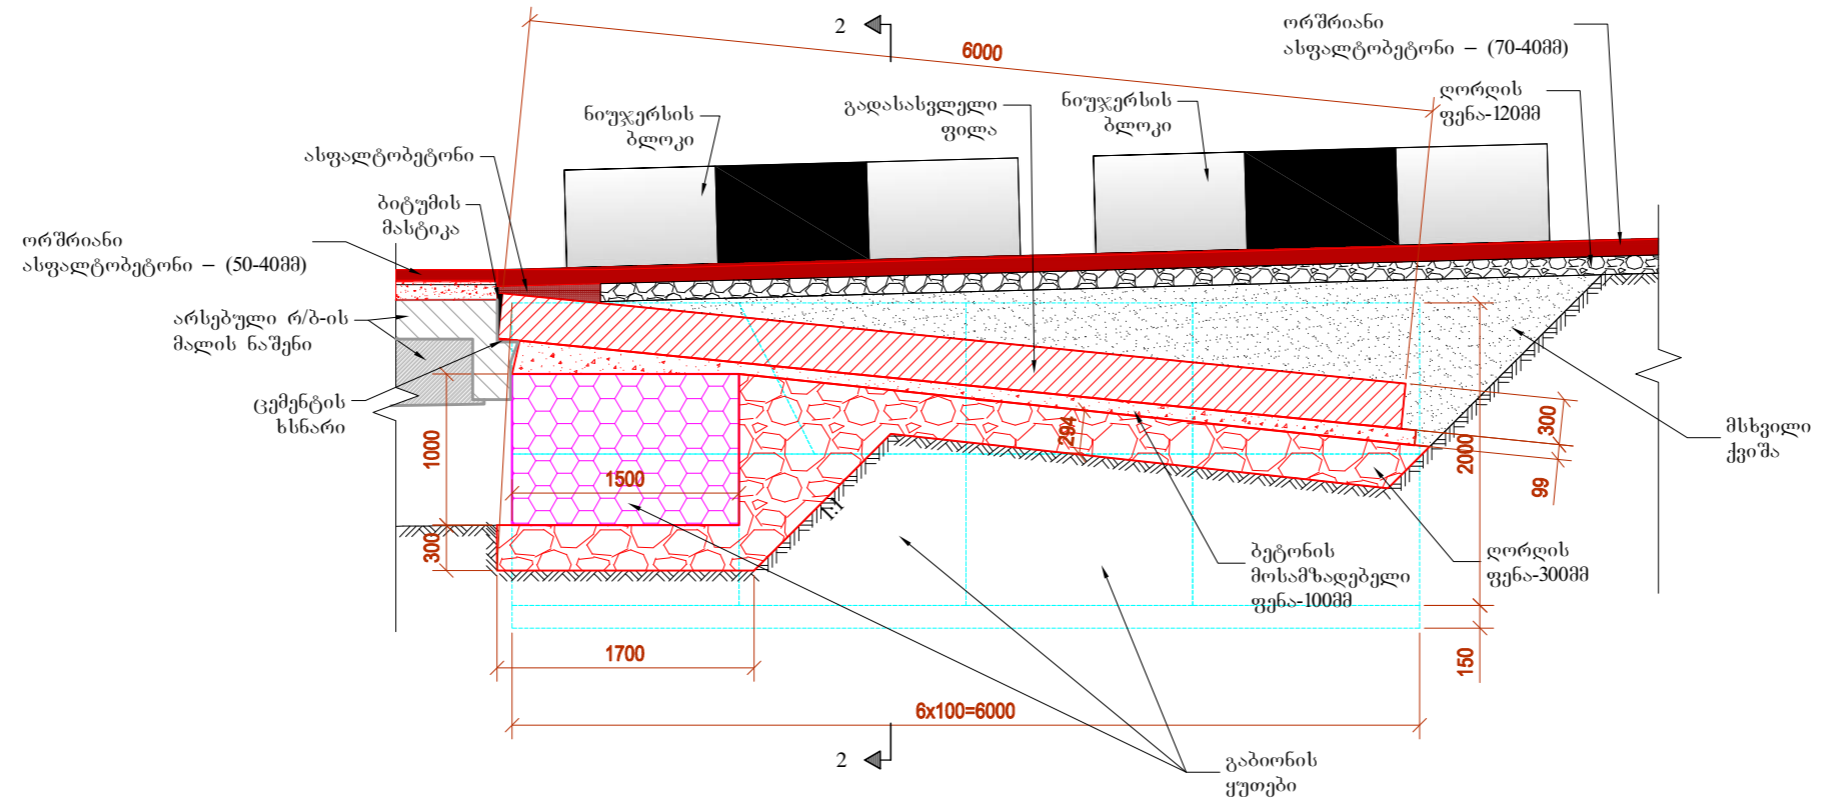 2
6000
ორშრიანი
ასფალტობეტონი – (70-40მმ)
ნიუჯერსის
ბლოკი
გადასასვლელი
ფილა
ნიუჯერსის
ბლოკი
ღორღის
ფენა-120მმ
ასფალტობეტონი
ბიტუმის
მასტიკა
ორშრიანი
ასფალტობეტონი – (50-40მმ)
არსებული რ/ბ-ის
მალის ნაშენი
ცემენტის
ხსნარი
1000
300
1500
1:1
294
300
2000
99
150
მსხვილი
ქვიშა
ბეტონის
მოსამზადებელი
ფენა-100მმ
ღორღის
ფენა-300მმ
1700
6x100=6000
2
გაბიონის
ყუთები